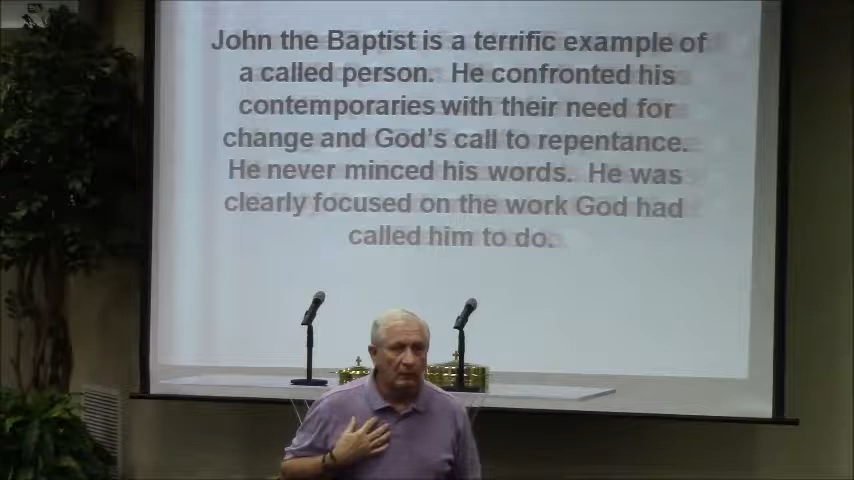 John the Baptist is a terrific example of
a called person.  He confronted his
contemporaries with their need for
change and God's call to repentance.
He never minced his words.  He was
clearly focused on the work God had
called him to do.